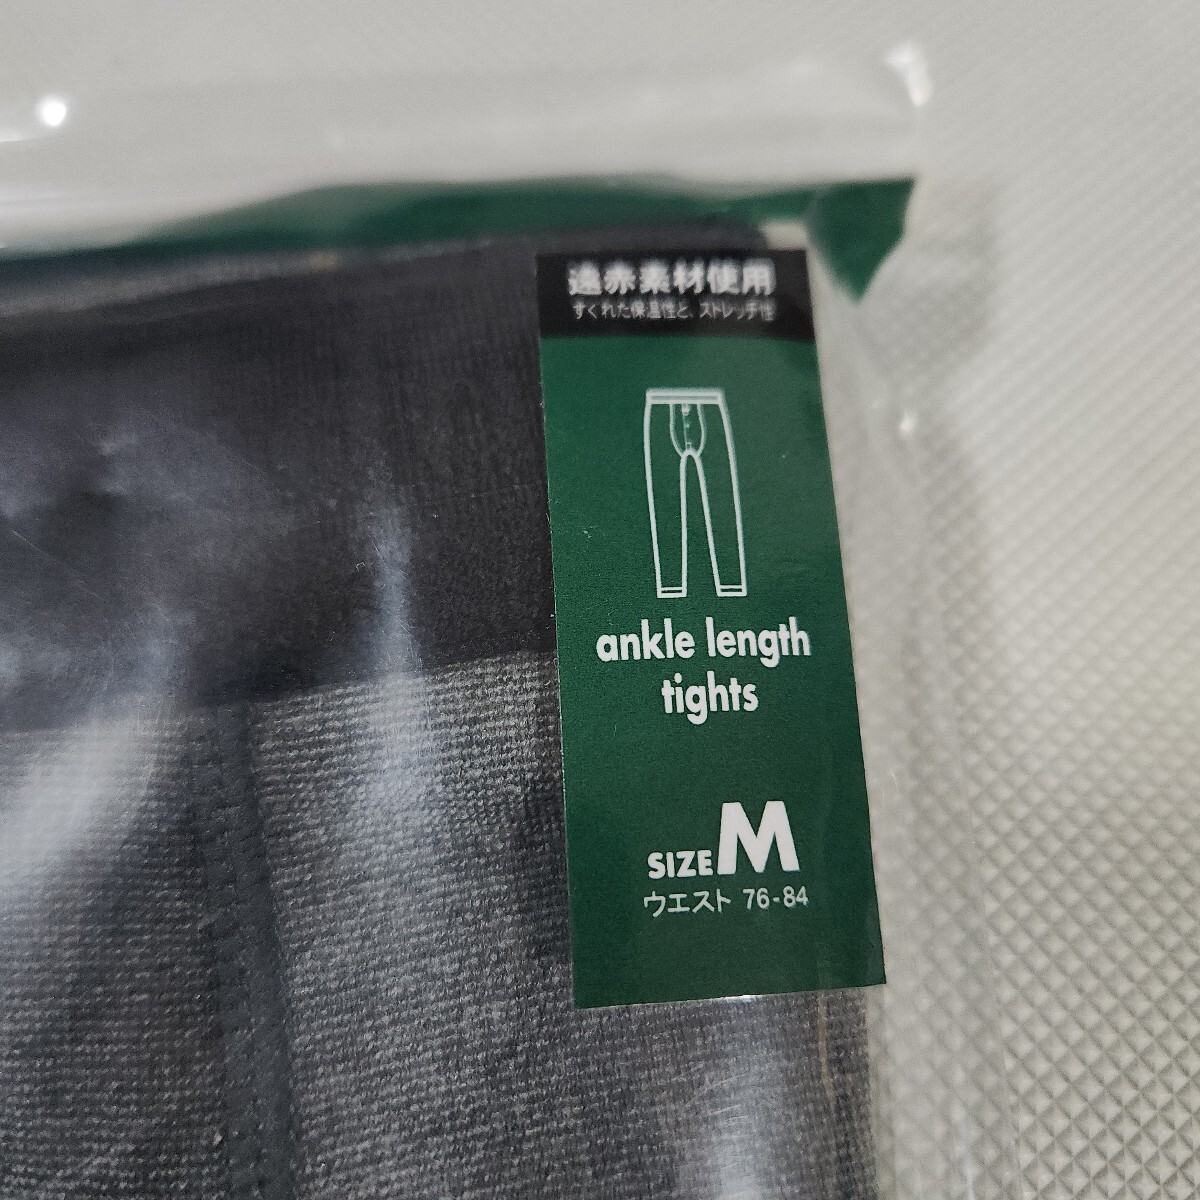 遠赤素材使用
すぐれた保温性と、ストレッチ性
ankle length
tights
SIZE M
ウエスト 76-84